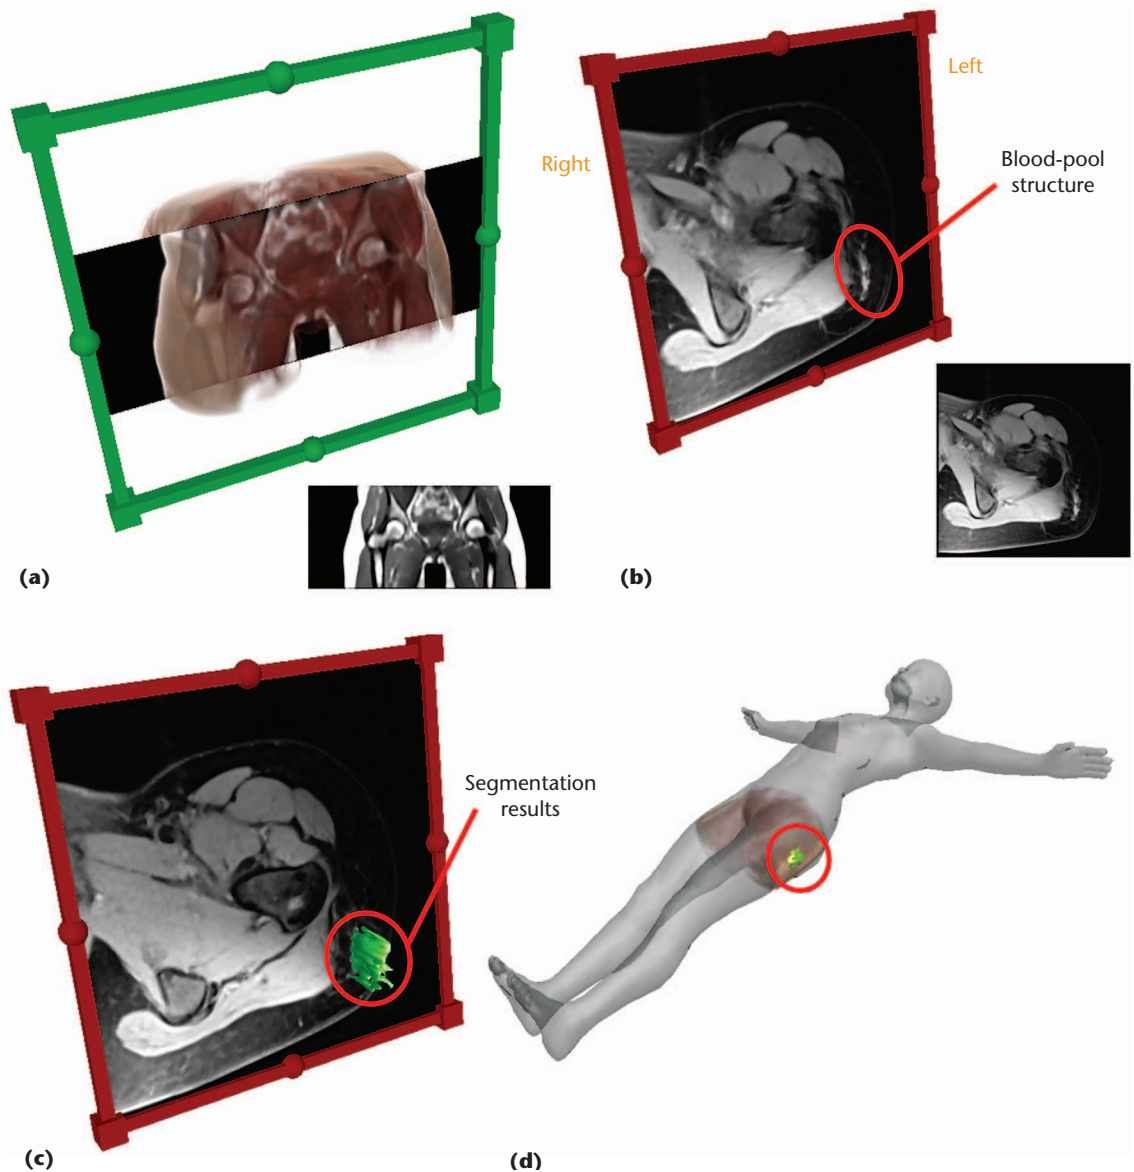 Left
Right
Blood-pool
structure
(a)
(b)
Segmentation
results
(c)
(d)